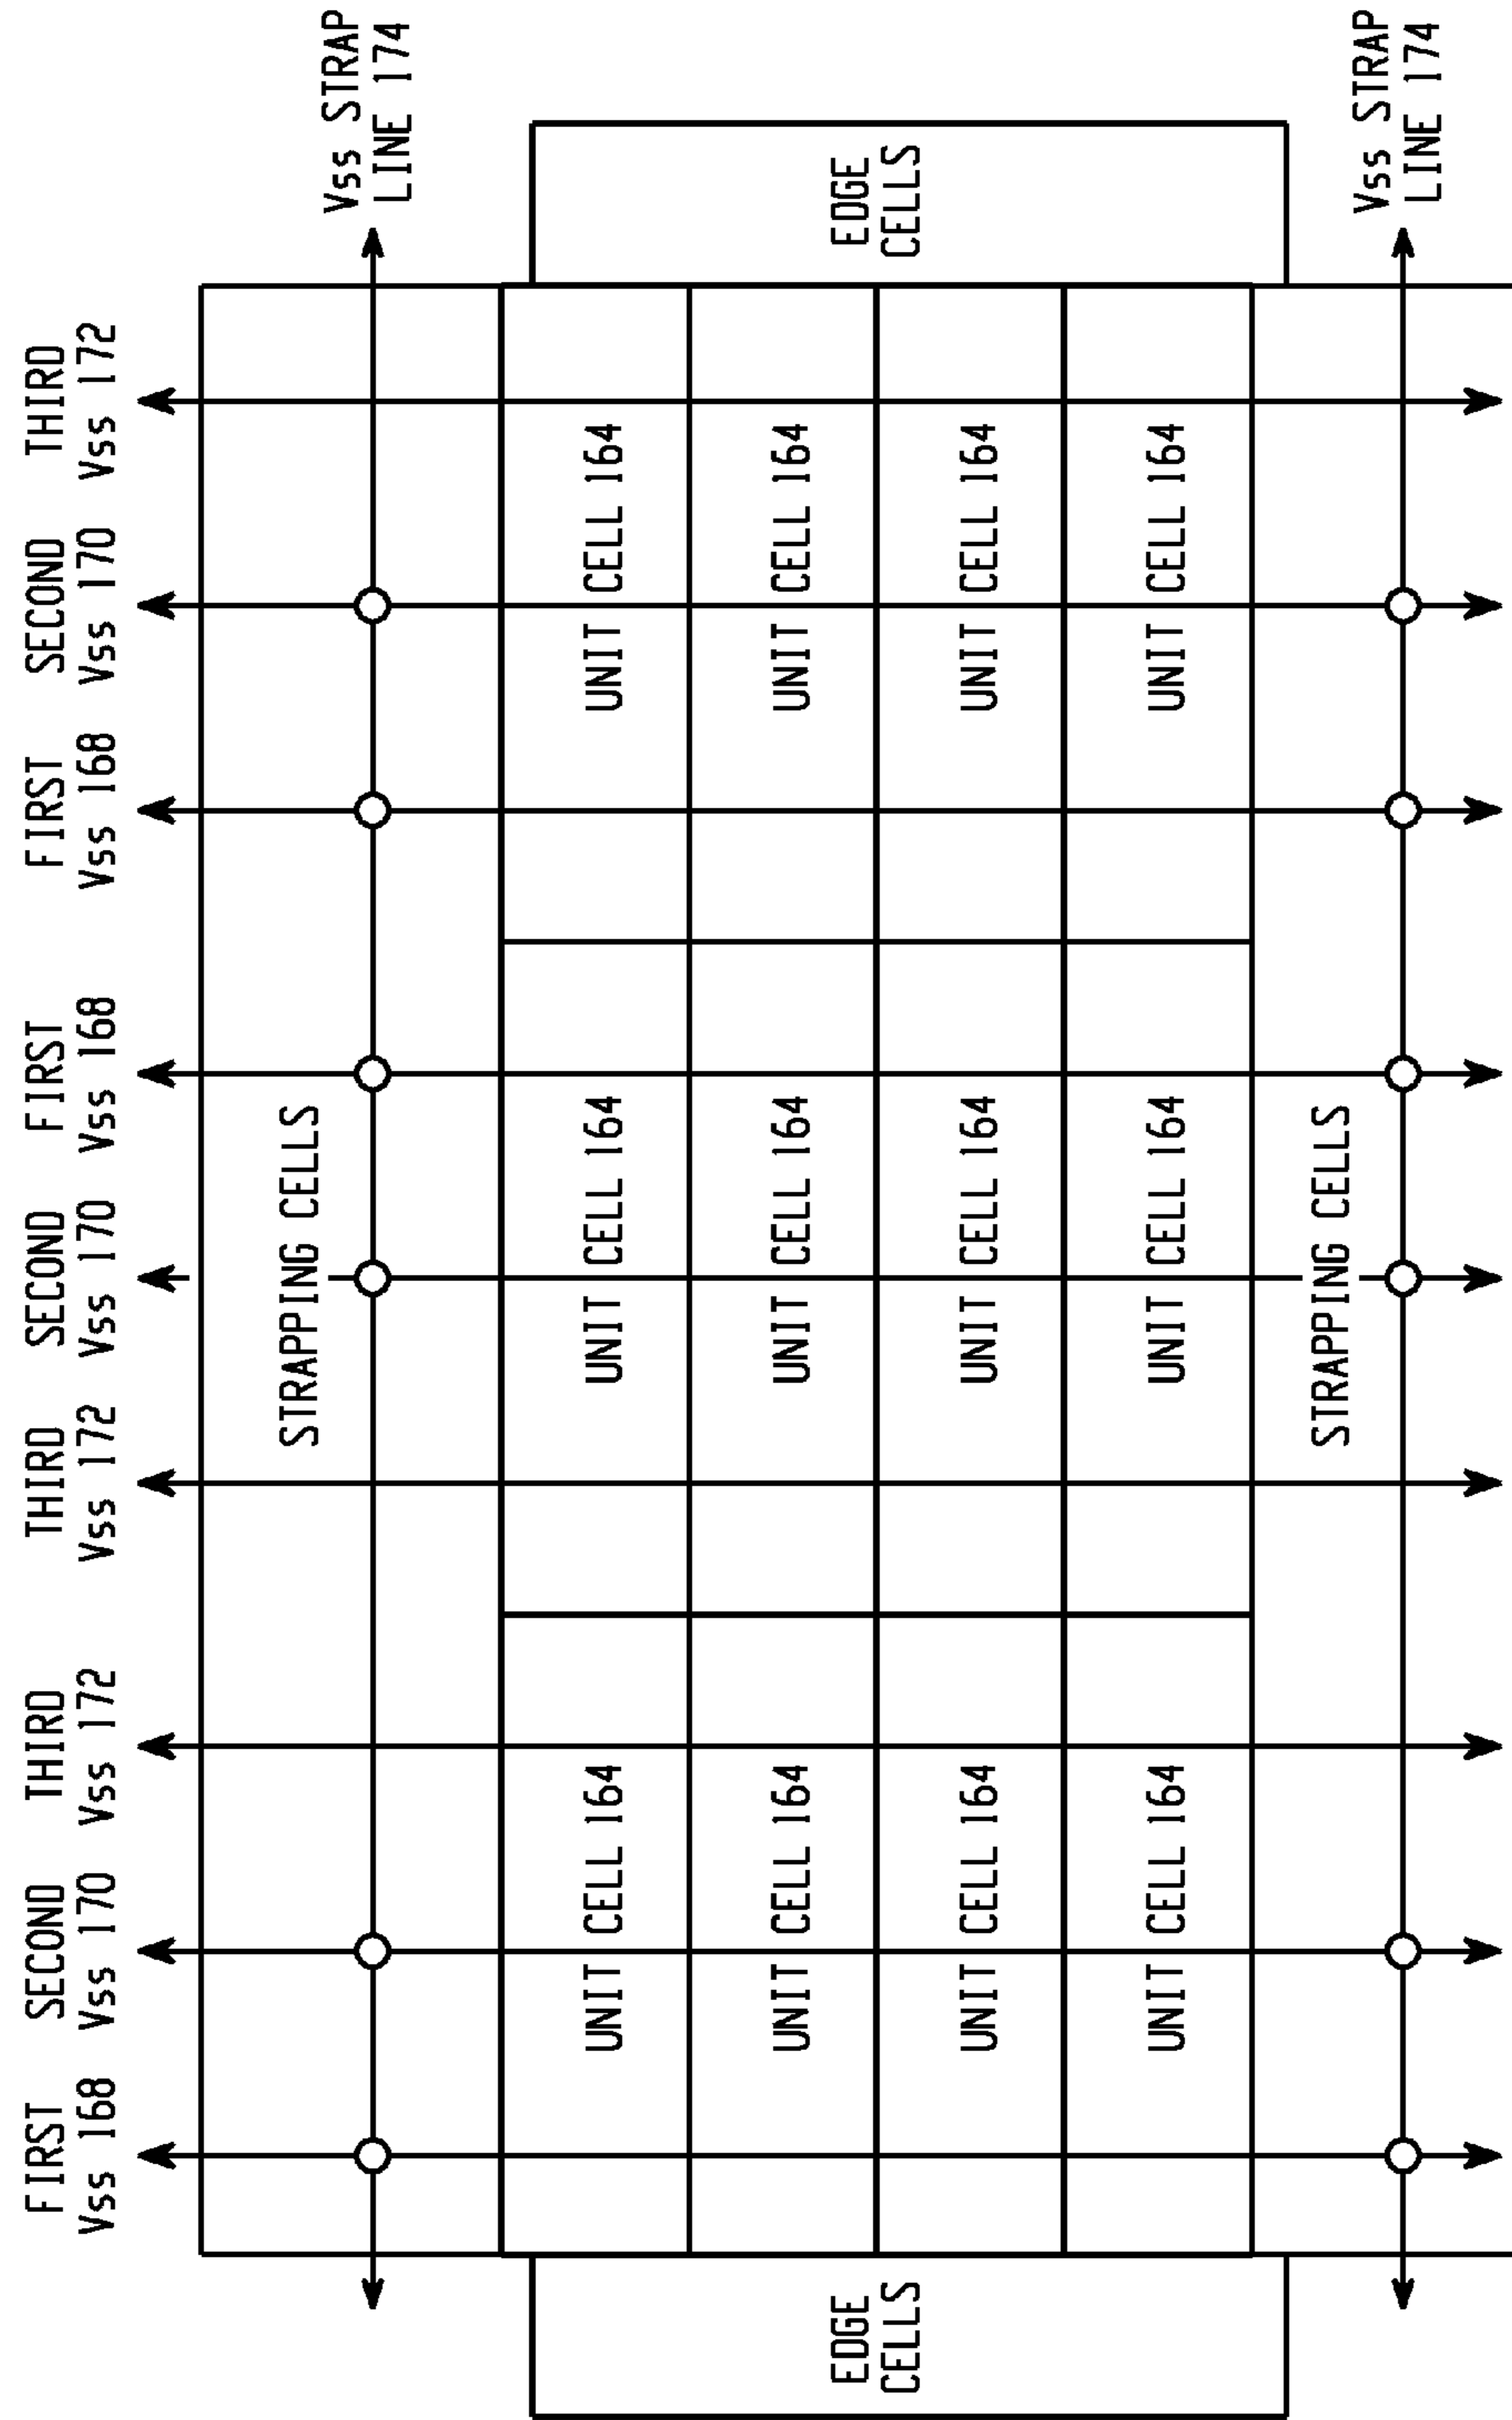 FIRST
Vss 168
SECOND
Vss 170
THIRD
Vss 172
THIRD
Vss 172
SECOND
Vss 170
FIRST
Vss 168
FIRST
Vss 168
SECOND
Vss 170
THIRD
Vss 172
STRAPPING CELLS
Vss STRAP
LINE 174
UNIT CELL 164
UNIT CELL 164
UNIT CELL 164
UNIT CELL 164
UNIT CELL 164
UNIT CELL 164
EDGE
CELLS
EDGE
CELLS
UNIT CELL 164
UNIT CELL 164
UNIT CELL 164
UNIT CELL 164
UNIT CELL 164
UNIT CELL 164
STRAPPING CELLS
Vss STRAP
LINE 174